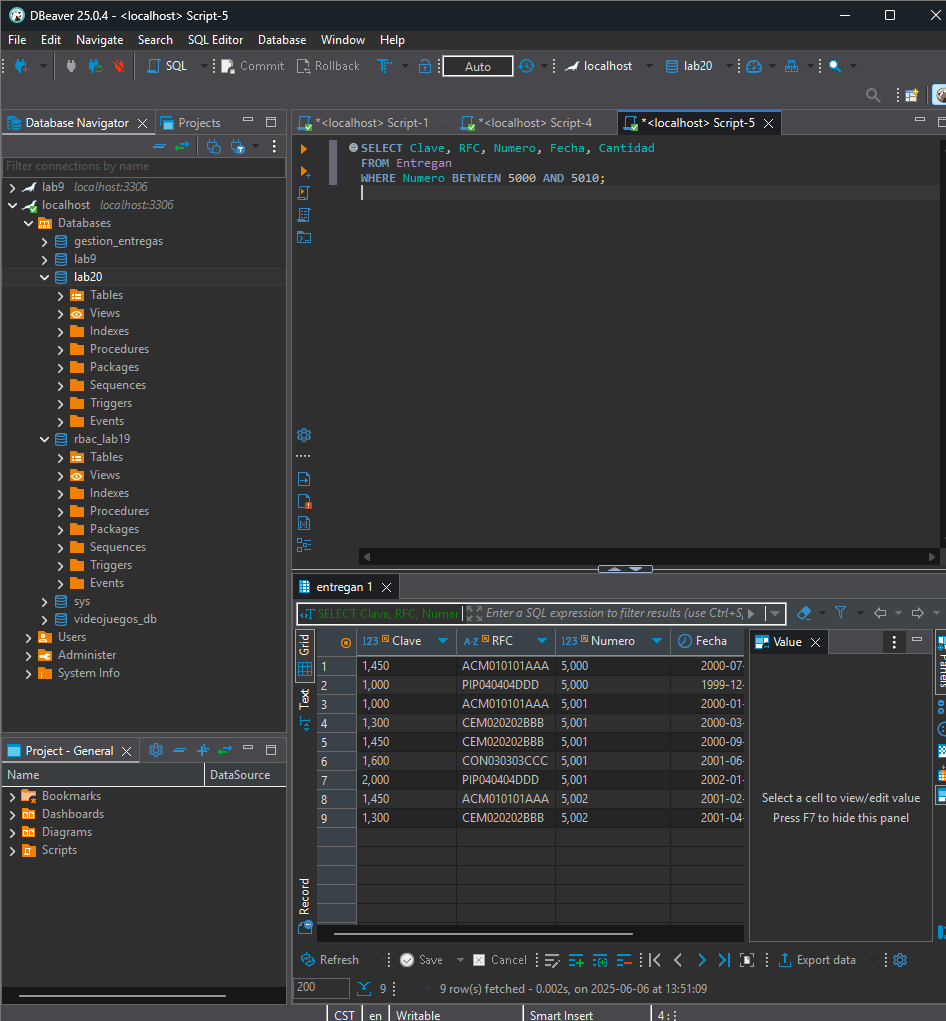 DBeaver 25.0.4 - <localhost> Script-5
File Edit Navigate Search SQL Editor Database Window Help
SQL Commit Rollback Auto localhost lab20
Database Navigator Projects
*<localhost> Script-1 *<localhost> Script-4 *<localhost> Script-5
Filter connections by name
lab9 localhost:3306
localhost localhost:3306
Databases
gestion_entregas
lab9
lab20
Tables
Views
Indexes
Procedures
Packages
Sequences
Triggers
Events
rbac_lab19
Tables
Views
Indexes
Procedures
Packages
Sequences
Triggers
Events
sys
videojuegos_db
Users
Administer
System Info
SELECT Clave, RFC, Numero, Fecha, Cantidad
FROM Entregan
WHERE Numero BETWEEN 5000 AND 5010;
Project - General
Name DataSource
Bookmarks
Dashboards
Diagrams
Scripts
entregan 1
SELECT Clave, RFC, Numer Enter a SQL expression to filter results (use Ctrl+S
Grid
Text
Record
123 Clave A-Z RFC 123 Numero Fecha
1 1,450 ACM010101AAA 5,000 2000-07-
2 1,000 PIP040404DDD 5,000 1999-12-
3 1,000 ACM010101AAA 5,001 2000-01-
4 1,300 CEM020202BBB 5,001 2000-03-
5 1,450 CEM020202BBB 5,001 2000-09-
6 1,600 CON030303CCC 5,001 2001-06-
7 2,000 PIP040404DDD 5,001 2002-01-
8 1,450 ACM010101AAA 5,002 2001-02-
9 1,300 CEM020202BBB 5,002 2001-04-
Value
Select a cell to view/edit value
Press F7 to hide this panel
Panels
Refresh Save Cancel Export data
200 9 9 row(s) fetched - 0.002s, on 2025-06-06 at 13:51:09
CST en Writable Smart Insert 4 :